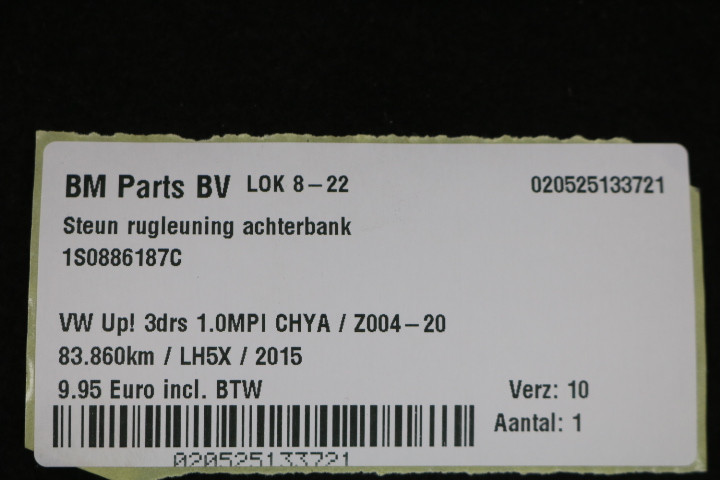 BM Parts BV LOK 8-22 020525133721
Steun rugleuning achterbank
1S0886187C
VW Up! 3drs 1.0MPI CHYA / Z004-20
83.860km / LH5X / 2015
9.95 Euro incl. BTW Verz: 10
Aantal: 1
020525133721